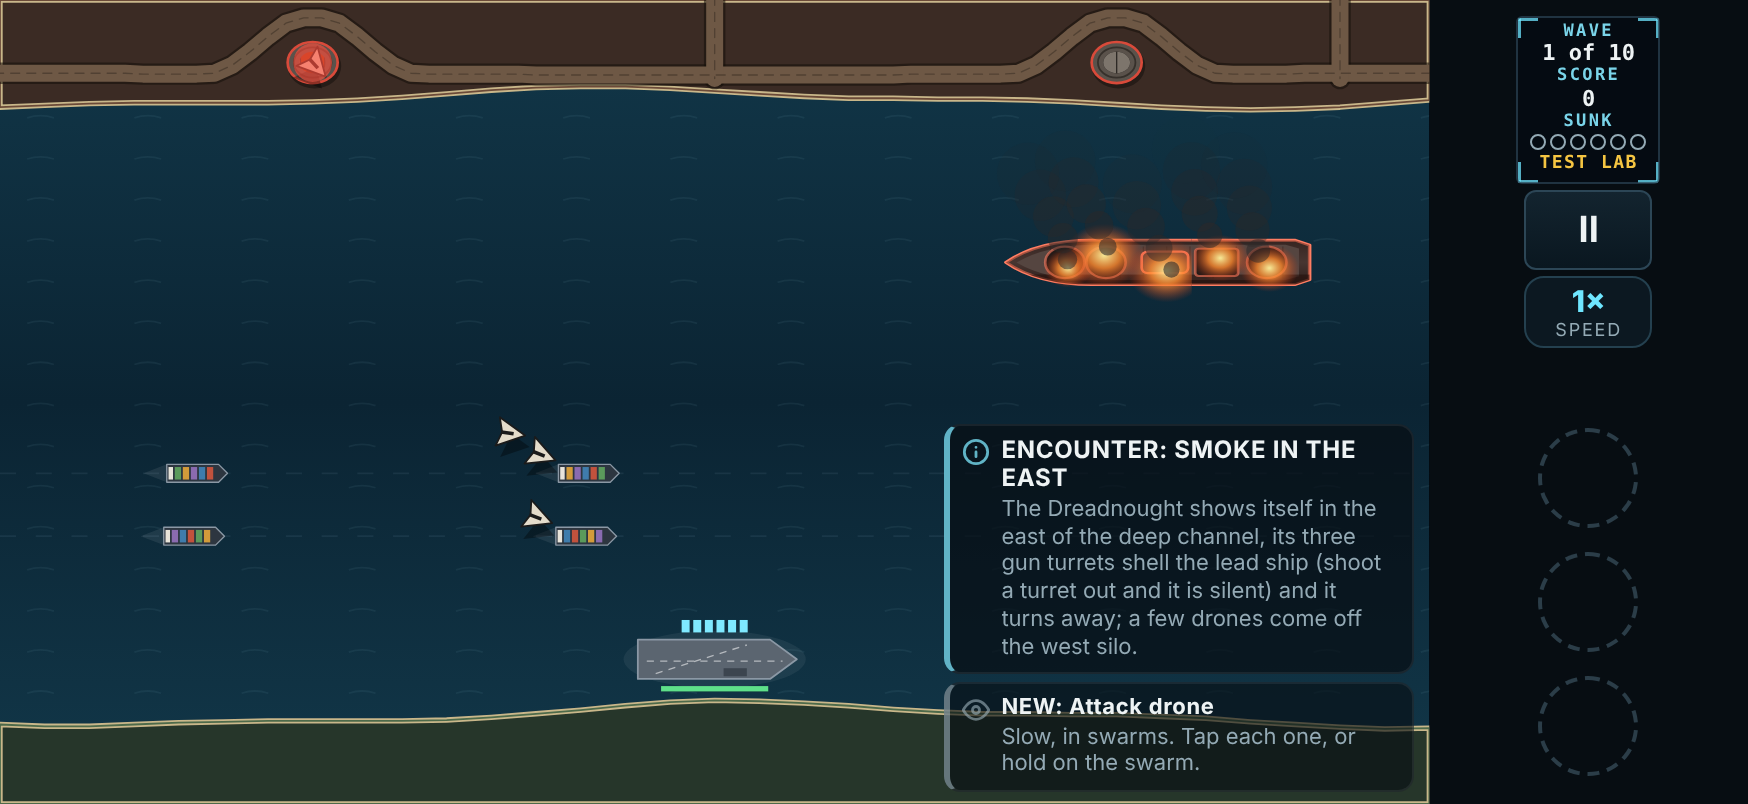 WAVE
1 of 10
SCORE
0
SUNK
TEST LAB
1×
SPEED
ENCOUNTER: SMOKE IN THE
EAST
The Dreadnought shows itself in the
east of the deep channel, its three
gun turrets shell the lead ship (shoot
a turret out and it is silent) and it
turns away; a few drones come off
the west silo.
NEW: Attack drone
Slow, in swarms. Tap each one, or
hold on the swarm.